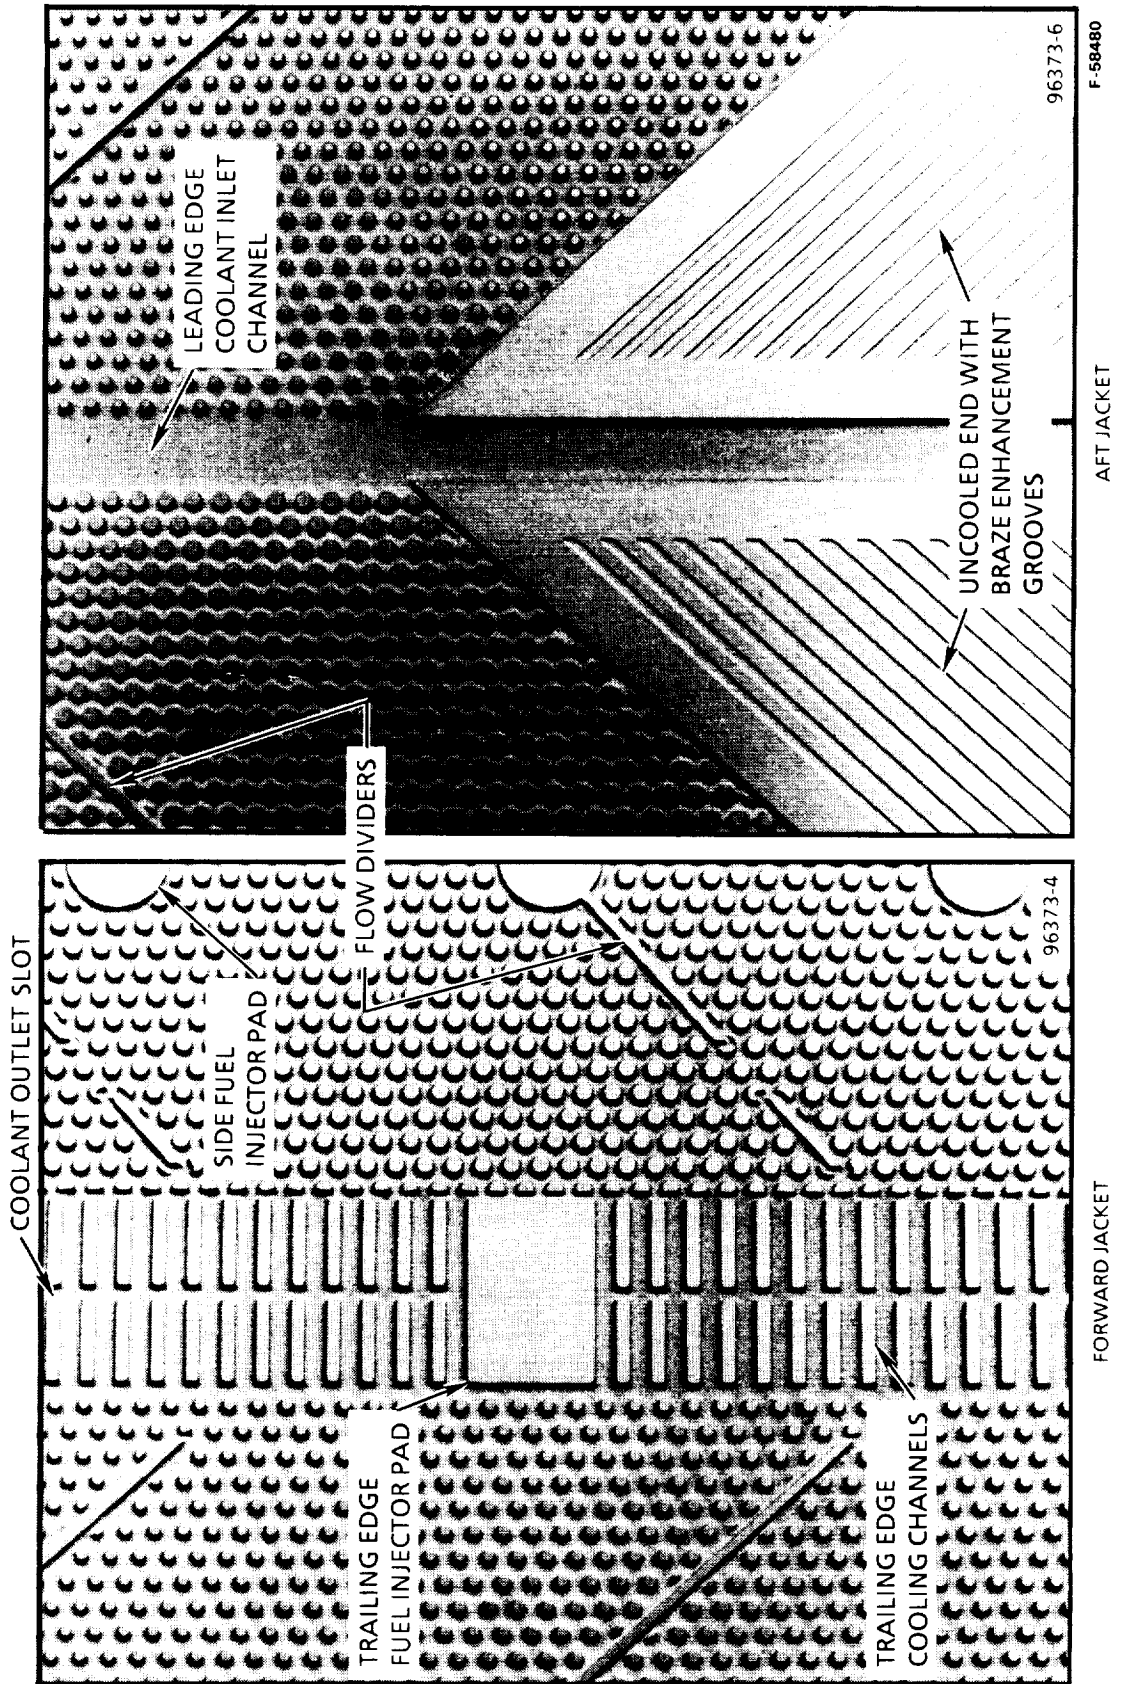 COOLANT OUTLET SLOT
SIDE FUEL
INJECTOR PAD
FLOW DIVIDERS
TRAILING EDGE
FUEL INJECTOR PAD
TRAILING EDGE
COOLING CHANNELS
96373-4
FORWARD JACKET
LEADING EDGE
COOLANT INLET
CHANNEL
UNCOOLED END WITH
BRAZE ENHANCEMENT
GROOVES
96373-6
AFT JACKET
F-58480